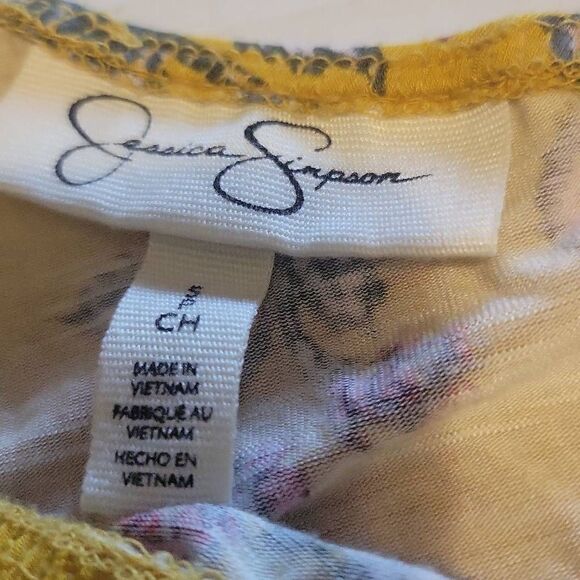 Jessica Simpson
S
P
CH
MADE IN
VIETNAM
FABRIQUÉ AU
VIETNAM
HECHO EN
VIETNAM